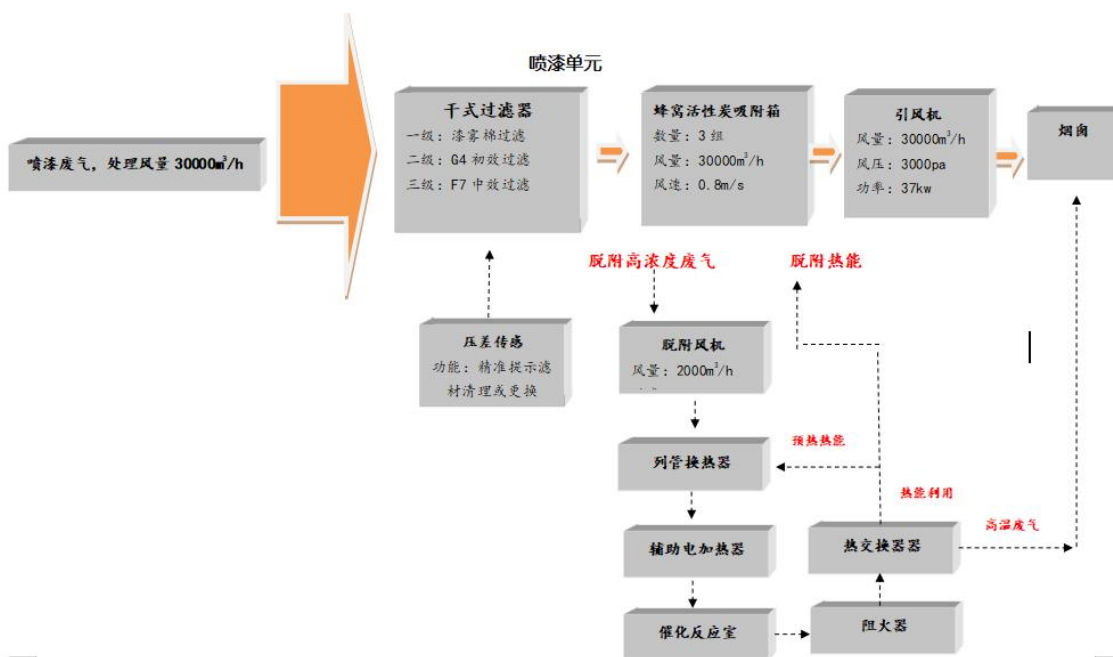 喷漆单元
喷漆废气，处理风量 30000m³/h
干式过滤器
一级：漆雾棉过滤
二级：G4 初效过滤
三级：F7 中效过滤
蜂窝活性炭吸附箱
数量：3 组
风量：30000m³/h
风速：0.8m/s
引风机
风量：30000m³/h
风压：3000pa
功率：37kw
烟囱
脱附高浓度废气
脱附热能
压差传感
功能：精准提示滤
材清理或更换
脱附风机
风量：2000m³/h
预热热能
列管换热器
热能利用
高温废气
辅助电加热器
热交换器器
催化反应室
阻火器